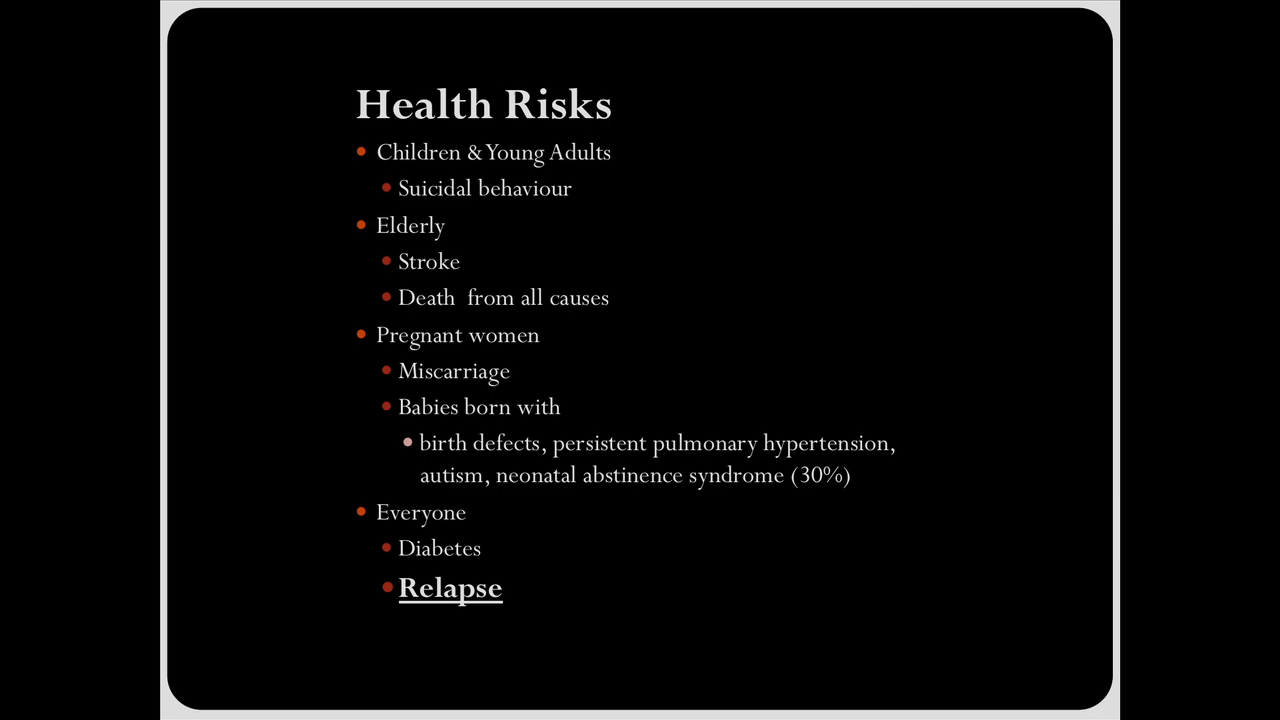 Health Risks
Children & Young Adults
Suicidal behaviour
Elderly
Stroke
Death from all causes
Pregnant women
Miscarriage
Babies born with
birth defects, persistent pulmonary hypertension,
autism, neonatal abstinence syndrome (30%)
Everyone
Diabetes
Relapse